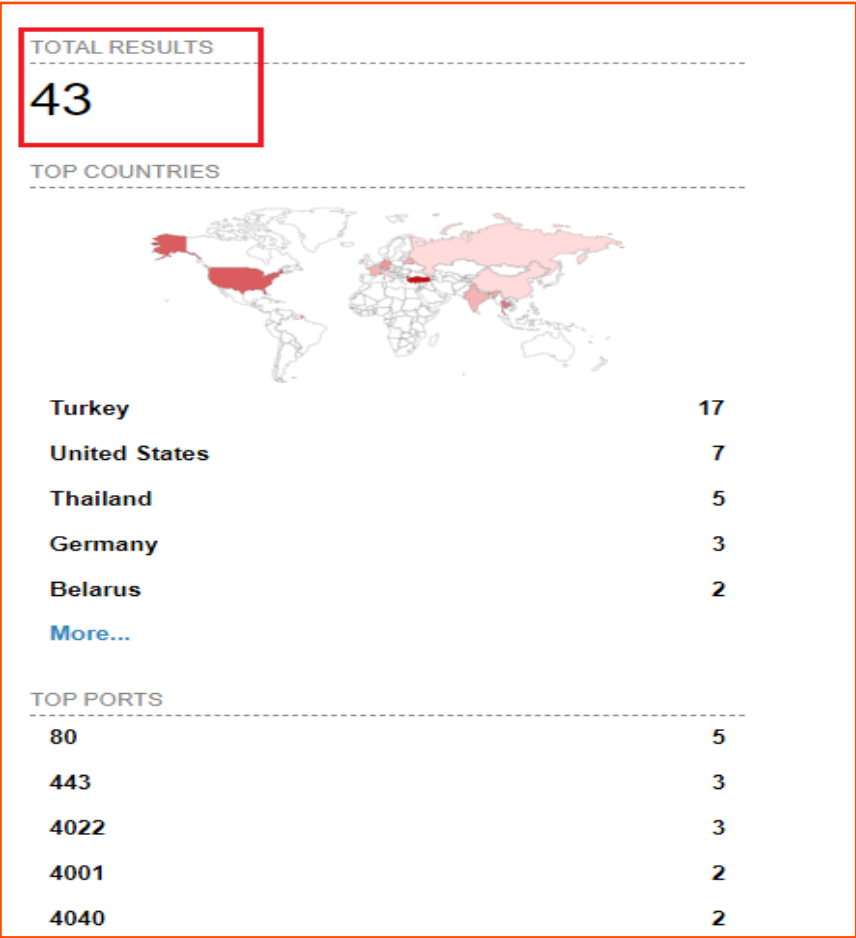 TOTAL RESULTS
43
TOP COUNTRIES
Turkey 17
United States 7
Thailand 5
Germany 3
Belarus 2
More...
TOP PORTS
80 5
443 3
4022 3
4001 2
4040 2